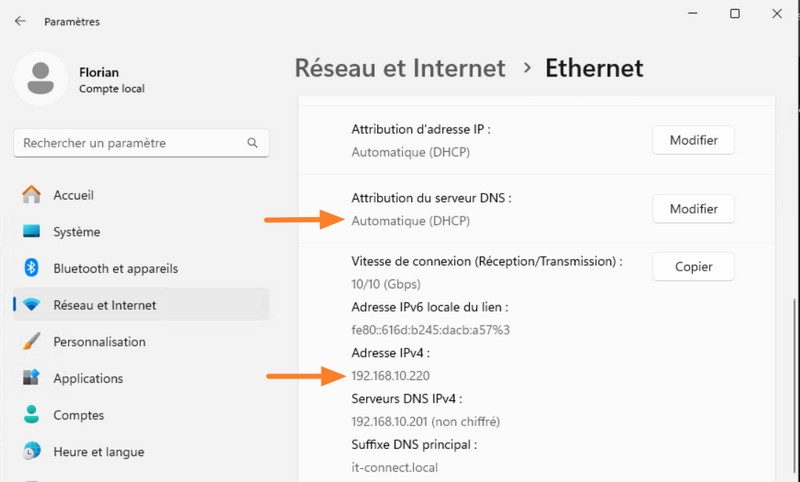 Paramètres
Florian
Compte local
Rechercher un paramètre
Accueil
Système
Bluetooth et appareils
Réseau et Internet
Personnalisation
Applications
Comptes
Heure et langue
Réseau et Internet › Ethernet
Attribution d'adresse IP :
Automatique (DHCP)
Modifier
Attribution du serveur DNS :
Automatique (DHCP)
Modifier
Vitesse de connexion (Réception/Transmission) :
10/10 (Gbps)
Copier
Adresse IPv6 locale du lien :
fe80::616d:b245:dacb:a57%3
Adresse IPv4 :
192.168.10.220
Serveurs DNS IPv4 :
192.168.10.201 (non chiffré)
Suffixe DNS principal :
it-connect.local